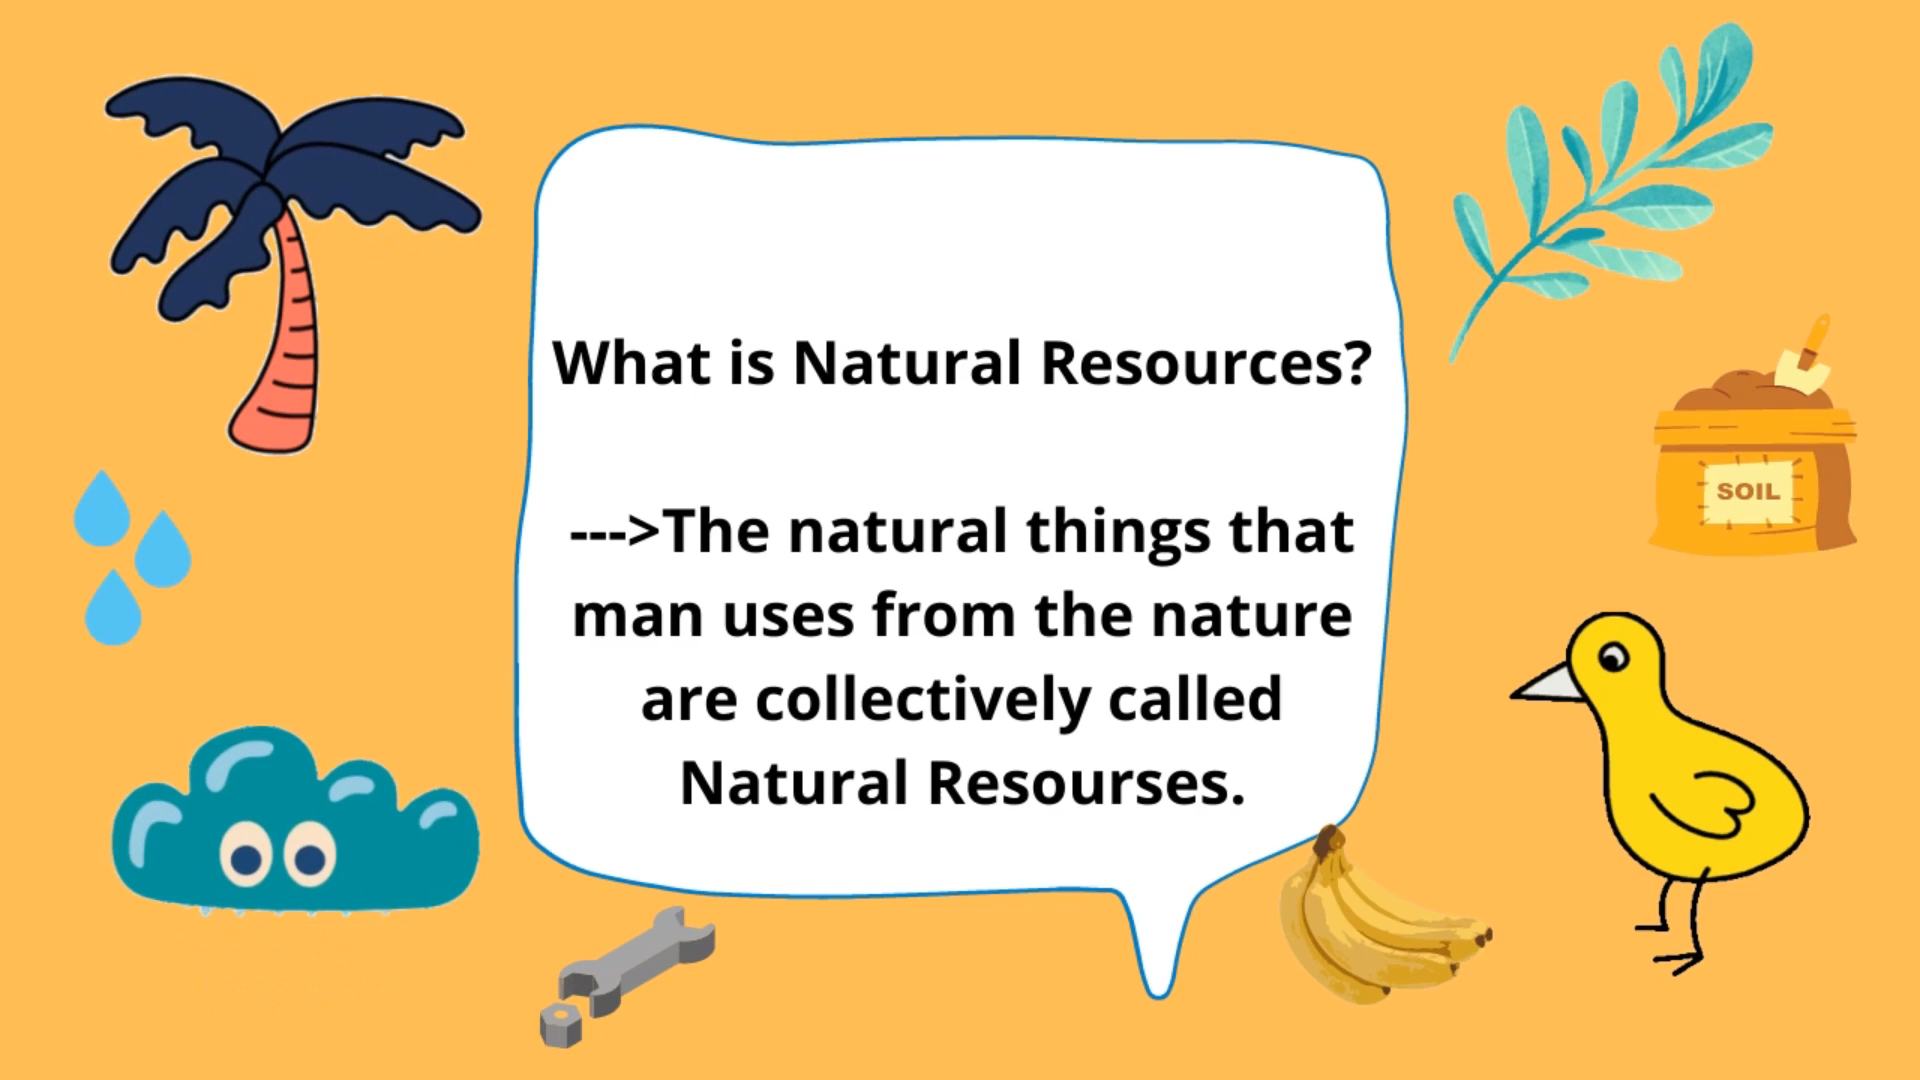 What is Natural Resources?
--->The natural things that
man uses from the nature
are collectively called
Natural Resourses.
SOIL